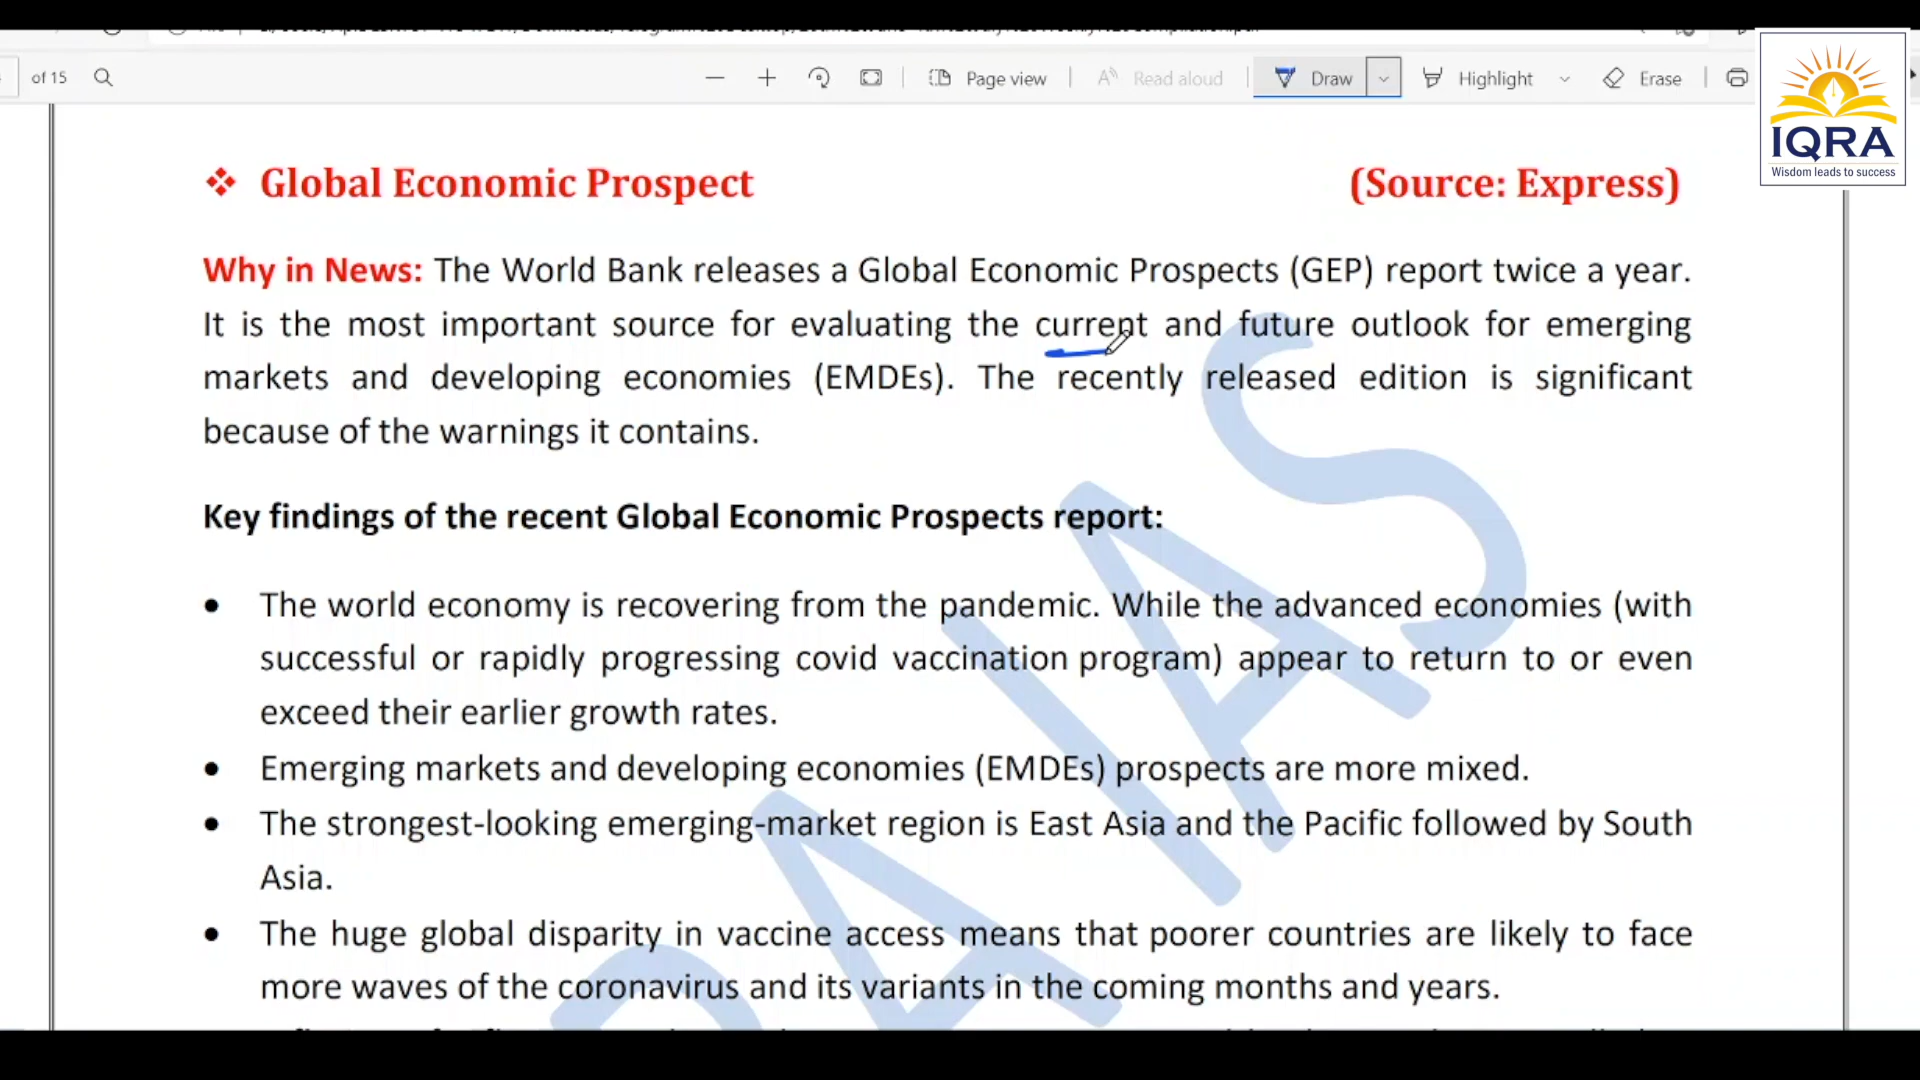 of 15
Page view
Read aloud
Draw
Highlight
Erase
IQRA
Wisdom leads to success
❖ Global Economic Prospect (Source: Express)
Why in News: The World Bank releases a Global Economic Prospects (GEP) report twice a year.
It is the most important source for evaluating the current and future outlook for emerging
markets and developing economies (EMDEs). The recently released edition is significant
because of the warnings it contains.
Key findings of the recent Global Economic Prospects report:
• The world economy is recovering from the pandemic. While the advanced economies (with
successful or rapidly progressing covid vaccination program) appear to return to or even
exceed their earlier growth rates.
• Emerging markets and developing economies (EMDEs) prospects are more mixed.
• The strongest-looking emerging-market region is East Asia and the Pacific followed by South
Asia.
• The huge global disparity in vaccine access means that poorer countries are likely to face
more waves of the coronavirus and its variants in the coming months and years.
IAS